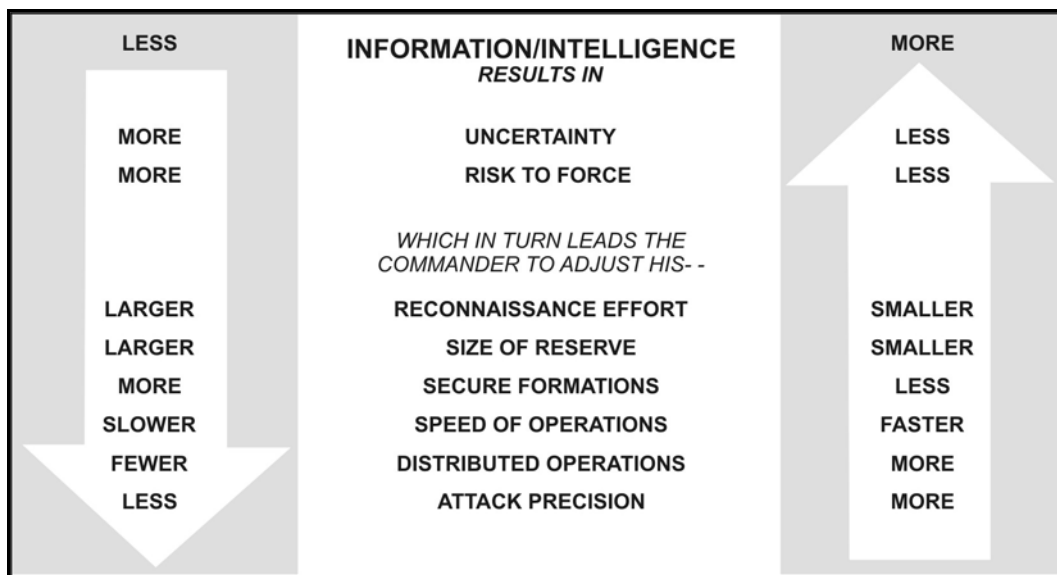 LESS INFORMATION/INTELLIGENCE MORE
RESULTS IN
MORE UNCERTAINTY LESS
MORE RISK TO FORCE LESS
WHICH IN TURN LEADS THE
COMMANDER TO ADJUST HIS- -
LARGER RECONNAISSANCE EFFORT SMALLER
LARGER SIZE OF RESERVE SMALLER
MORE SECURE FORMATIONS LESS
SLOWER SPEED OF OPERATIONS FASTER
FEWER DISTRIBUTED OPERATIONS MORE
LESS ATTACK PRECISION MORE